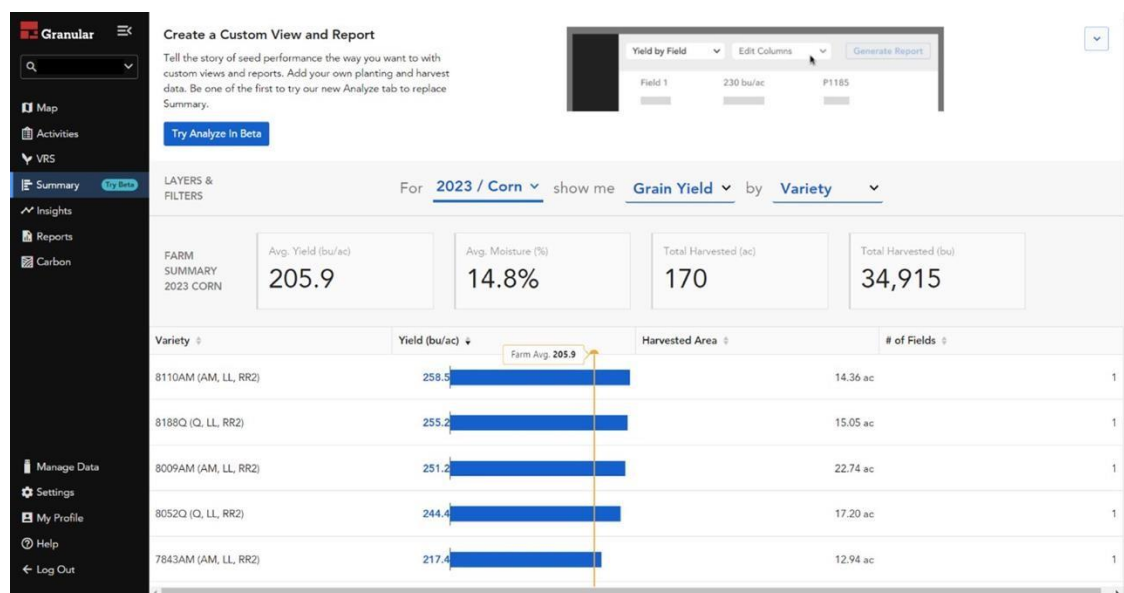 Granular
Map
Activities
VRS
Summary Try Beta
Insights
Reports
Carbon
Manage Data
Settings
My Profile
Help
Log Out
Create a Custom View and Report
Tell the story of seed performance the way you want to with
custom views and reports. Add your own planting and harvest
data. Be one of the first to try our new Analyze tab to replace
Summary.
Try Analyze In Beta
Yield by Field Edit Columns Generate Report
Field 1 230 bu/ac P1185
LAYERS &
FILTERS
For 2023 / Corn show me Grain Yield by Variety
FARM
SUMMARY
2023 CORN
Avg. Yield (bu/ac)
205.9
Avg. Moisture (%)
14.8%
Total Harvested (ac)
170
Total Harvested (bu)
34,915
Variety Yield (bu/ac) Harvested Area # of Fields
Farm Avg. 205.9
8110AM (AM, LL, RR2) 258.5 14.36 ac 1
8188Q (Q, LL, RR2) 255.2 15.05 ac 1
8009AM (AM, LL, RR2) 251.2 22.74 ac 1
8052Q (Q, LL, RR2) 244.4 17.20 ac 1
7843AM (AM, LL, RR2) 217.4 12.94 ac 1